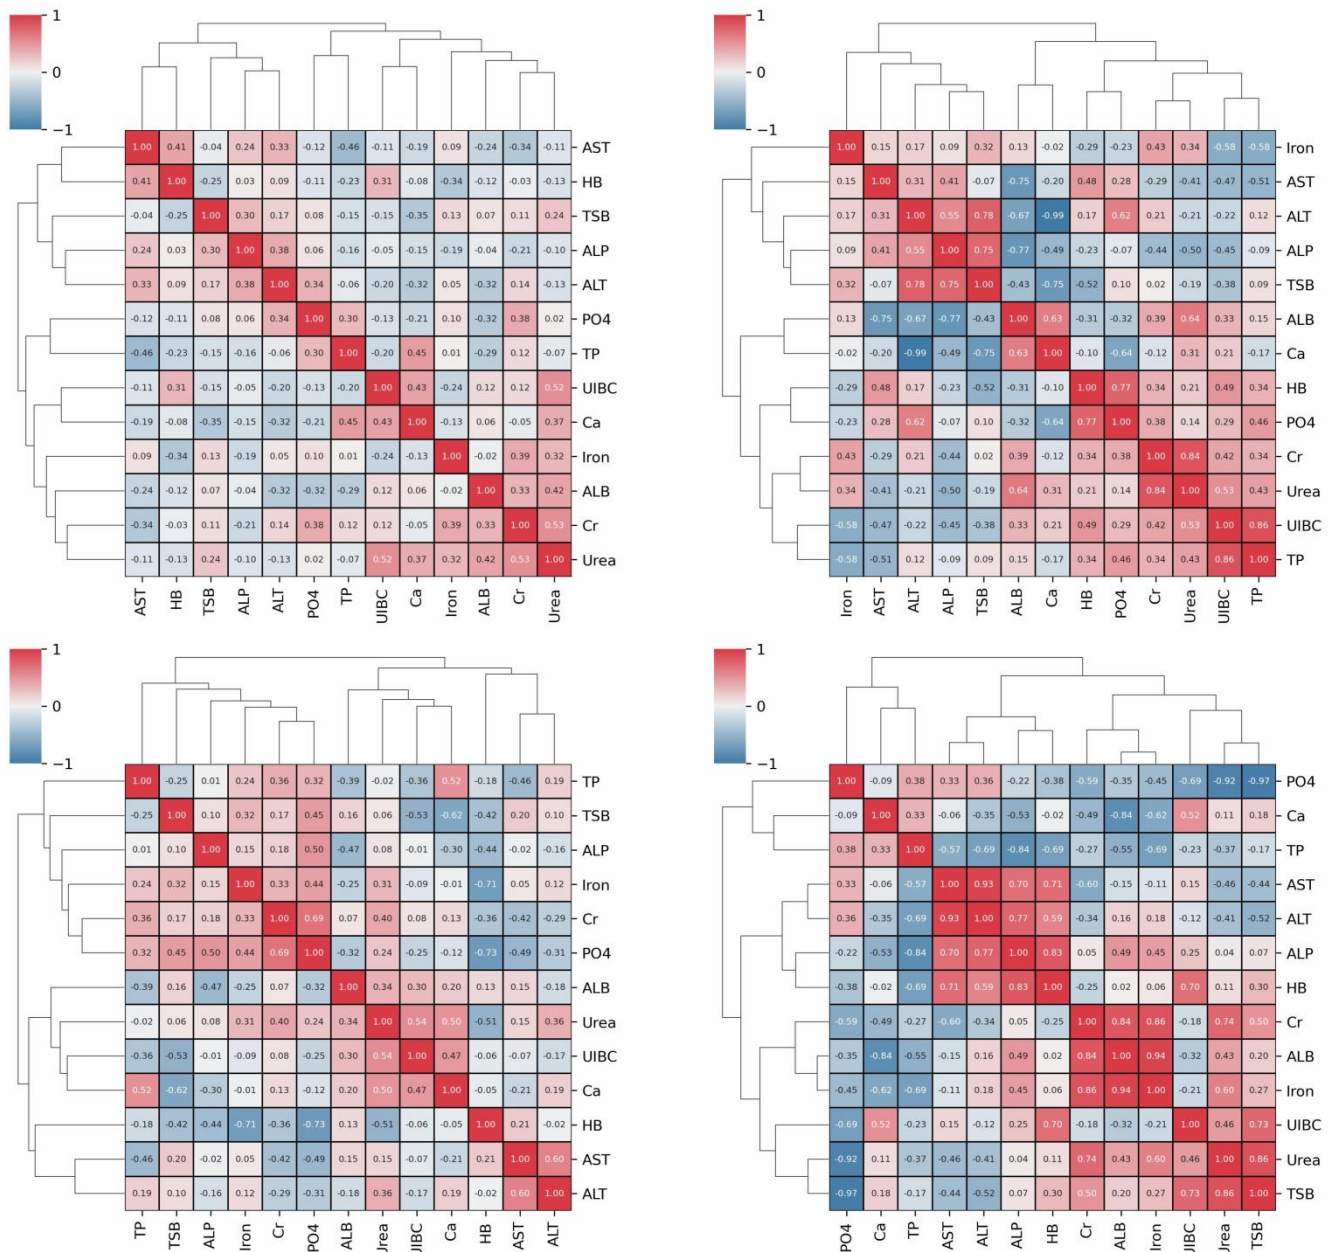 1
0
−1
1.00 0.41 -0.04 0.24 0.33 -0.12 -0.46 -0.11 -0.19 0.09 -0.24 -0.34 -0.11 AST
0.41 1.00 -0.25 0.03 0.09 -0.11 -0.23 0.31 -0.08 -0.34 -0.12 -0.03 -0.13 HB
-0.04 -0.25 1.00 0.30 0.17 0.08 -0.15 -0.15 -0.35 0.13 0.07 0.11 0.24 TSB
0.24 0.03 0.30 1.00 0.38 0.06 -0.16 -0.05 -0.15 -0.19 -0.04 -0.21 -0.10 ALP
0.33 0.09 0.17 0.38 1.00 0.34 -0.06 -0.20 -0.32 0.05 -0.32 0.14 -0.13 ALT
-0.12 -0.11 0.08 0.06 0.34 1.00 0.30 -0.13 -0.21 0.10 -0.32 0.38 0.02 PO4
-0.46 -0.23 -0.15 -0.16 -0.06 0.30 1.00 -0.20 0.45 0.01 -0.29 0.12 -0.07 TP
-0.11 0.31 -0.15 -0.05 -0.20 -0.13 -0.20 1.00 0.43 -0.24 0.12 0.12 0.52 UIBC
-0.19 -0.08 -0.35 -0.15 -0.32 -0.21 0.45 0.43 1.00 -0.13 0.06 -0.05 0.37 Ca
0.09 -0.34 0.13 -0.19 0.05 0.10 0.01 -0.24 -0.13 1.00 -0.02 0.39 0.32 Iron
-0.24 -0.12 0.07 -0.04 -0.32 -0.32 -0.29 0.12 0.06 -0.02 1.00 0.33 0.42 ALB
-0.34 -0.03 0.11 -0.21 0.14 0.38 0.12 0.12 -0.05 0.39 0.33 1.00 0.53 Cr
-0.11 -0.13 0.24 -0.10 -0.13 0.02 -0.07 0.52 0.37 0.32 0.42 0.53 1.00 Urea
AST HB TSB ALP ALT PO4 TP UIBC Ca Iron ALB Cr Urea
1
0
−1
1.00 0.15 0.17 0.09 0.32 0.13 -0.02 -0.29 -0.23 0.43 0.34 -0.58 -0.58 Iron
0.15 1.00 0.31 0.41 -0.07 -0.75 -0.20 0.48 0.28 -0.29 -0.41 -0.47 -0.51 AST
0.17 0.31 1.00 0.55 0.78 -0.67 -0.99 0.17 0.62 0.21 -0.21 -0.22 0.12 ALT
0.09 0.41 0.55 1.00 0.75 -0.77 -0.49 -0.23 -0.07 -0.44 -0.50 -0.45 -0.09 ALP
0.32 -0.07 0.78 0.75 1.00 -0.43 -0.75 -0.52 0.10 0.02 -0.19 -0.38 0.09 TSB
0.13 -0.75 -0.67 -0.77 -0.43 1.00 0.63 -0.31 -0.32 0.39 0.64 0.33 0.15 ALB
-0.02 -0.20 -0.99 -0.49 -0.75 0.63 1.00 -0.10 -0.64 -0.12 0.31 0.21 -0.17 Ca
-0.29 0.48 0.17 -0.23 -0.52 -0.31 -0.10 1.00 0.77 0.34 0.21 0.49 0.34 HB
-0.23 0.28 0.62 -0.07 0.10 -0.32 -0.64 0.77 1.00 0.38 0.14 0.29 0.46 PO4
0.43 -0.29 0.21 -0.44 0.02 0.39 -0.12 0.34 0.38 1.00 0.84 0.42 0.34 Cr
0.34 -0.41 -0.21 -0.50 -0.19 0.64 0.31 0.21 0.14 0.84 1.00 0.53 0.43 Urea
-0.58 -0.47 -0.22 -0.45 -0.38 0.33 0.21 0.49 0.29 0.42 0.53 1.00 0.86 UIBC
-0.58 -0.51 0.12 -0.09 0.09 0.15 -0.17 0.34 0.46 0.34 0.43 0.86 1.00 TP
Iron AST ALT ALP TSB ALB Ca HB PO4 Cr Urea UIBC TP
1
0
−1
1.00 -0.25 0.01 0.24 0.36 0.32 -0.39 -0.02 -0.36 0.52 -0.18 -0.46 0.19 TP
-0.25 1.00 0.10 0.32 0.17 0.45 0.16 0.06 -0.53 -0.62 -0.42 0.20 0.10 TSB
0.01 0.10 1.00 0.15 0.18 0.50 -0.47 0.08 -0.01 -0.30 -0.44 -0.02 -0.16 ALP
0.24 0.32 0.15 1.00 0.33 0.44 -0.25 0.31 -0.09 -0.01 -0.71 0.05 0.12 Iron
0.36 0.17 0.18 0.33 1.00 0.69 0.07 0.40 0.08 0.13 -0.36 -0.42 -0.29 Cr
0.32 0.45 0.50 0.44 0.69 1.00 -0.32 0.24 -0.25 -0.12 -0.73 -0.49 -0.31 PO4
-0.39 0.16 -0.47 -0.25 0.07 -0.32 1.00 0.34 0.30 0.20 0.13 0.15 -0.18 ALB
-0.02 0.06 0.08 0.31 0.40 0.24 0.34 1.00 0.54 0.50 -0.51 0.15 0.36 Urea
-0.36 -0.53 -0.01 -0.09 0.08 -0.25 0.30 0.54 1.00 0.47 -0.06 -0.07 -0.17 UIBC
0.52 -0.62 -0.30 -0.01 0.13 -0.12 0.20 0.50 0.47 1.00 -0.05 -0.21 0.19 Ca
-0.18 -0.42 -0.44 -0.71 -0.36 -0.73 0.13 -0.51 -0.06 -0.05 1.00 0.21 -0.02 HB
-0.46 0.20 -0.02 0.05 -0.42 -0.49 0.15 0.15 -0.07 -0.21 0.21 1.00 0.60 AST
0.19 0.10 -0.16 0.12 -0.29 -0.31 -0.18 0.36 -0.17 0.19 -0.02 0.60 1.00 ALT
TP TSB ALP Iron Cr PO4 ALB Urea UIBC Ca HB AST ALT
1
0
−1
1.00 -0.09 0.38 0.33 0.36 -0.22 -0.38 -0.59 -0.35 -0.45 -0.69 -0.92 -0.97 PO4
-0.09 1.00 0.33 -0.06 -0.35 -0.53 -0.02 -0.49 -0.84 -0.62 0.52 0.11 0.18 Ca
0.38 0.33 1.00 -0.57 -0.69 -0.84 -0.69 -0.27 -0.55 -0.69 -0.23 -0.37 -0.17 TP
0.33 -0.06 -0.57 1.00 0.93 0.70 0.71 -0.60 -0.15 -0.11 0.15 -0.46 -0.44 AST
0.36 -0.35 -0.69 0.93 1.00 0.77 0.59 -0.34 0.16 0.18 -0.12 -0.41 -0.52 ALT
-0.22 -0.53 -0.84 0.70 0.77 1.00 0.83 0.05 0.49 0.45 0.25 0.04 0.07 ALP
-0.38 -0.02 -0.69 0.71 0.59 0.83 1.00 -0.25 0.02 0.06 0.70 0.11 0.30 HB
-0.59 -0.49 -0.27 -0.60 -0.34 0.05 -0.25 1.00 0.84 0.86 -0.18 0.74 0.50 Cr
-0.35 -0.84 -0.55 -0.15 0.16 0.49 0.02 0.84 1.00 0.94 -0.32 0.43 0.20 ALB
-0.45 -0.62 -0.69 -0.11 0.18 0.45 0.06 0.86 0.94 1.00 -0.21 0.60 0.27 Iron
-0.69 0.52 -0.23 0.15 -0.12 0.25 0.70 -0.18 -0.32 -0.21 1.00 0.46 0.73 UIBC
-0.92 0.11 -0.37 -0.46 -0.41 0.04 0.11 0.74 0.43 0.60 0.46 1.00 0.86 Urea
-0.97 0.18 -0.17 -0.44 -0.52 0.07 0.30 0.50 0.20 0.27 0.73 0.86 1.00 TSB
PO4 Ca TP AST ALT ALP HB Cr ALB Iron UIBC Urea TSB